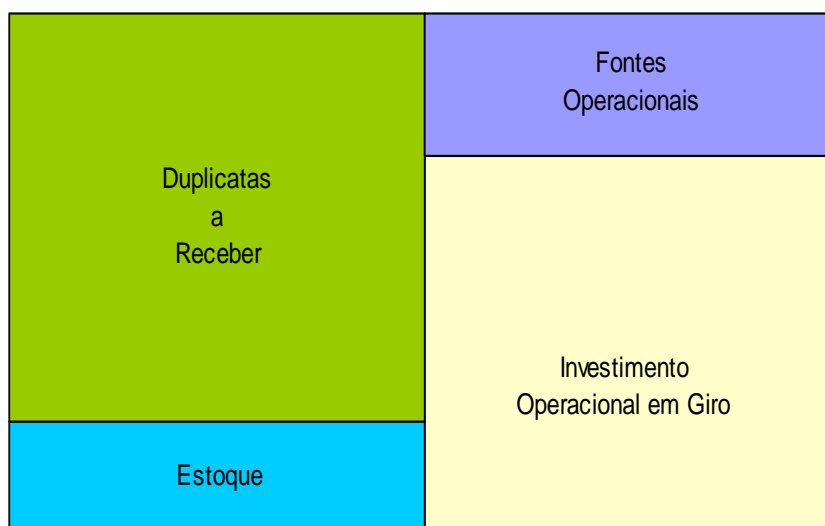 Duplicatas
a
Receber
Estoque
Fontes
Operacionais
Investimento
Operacional em Giro